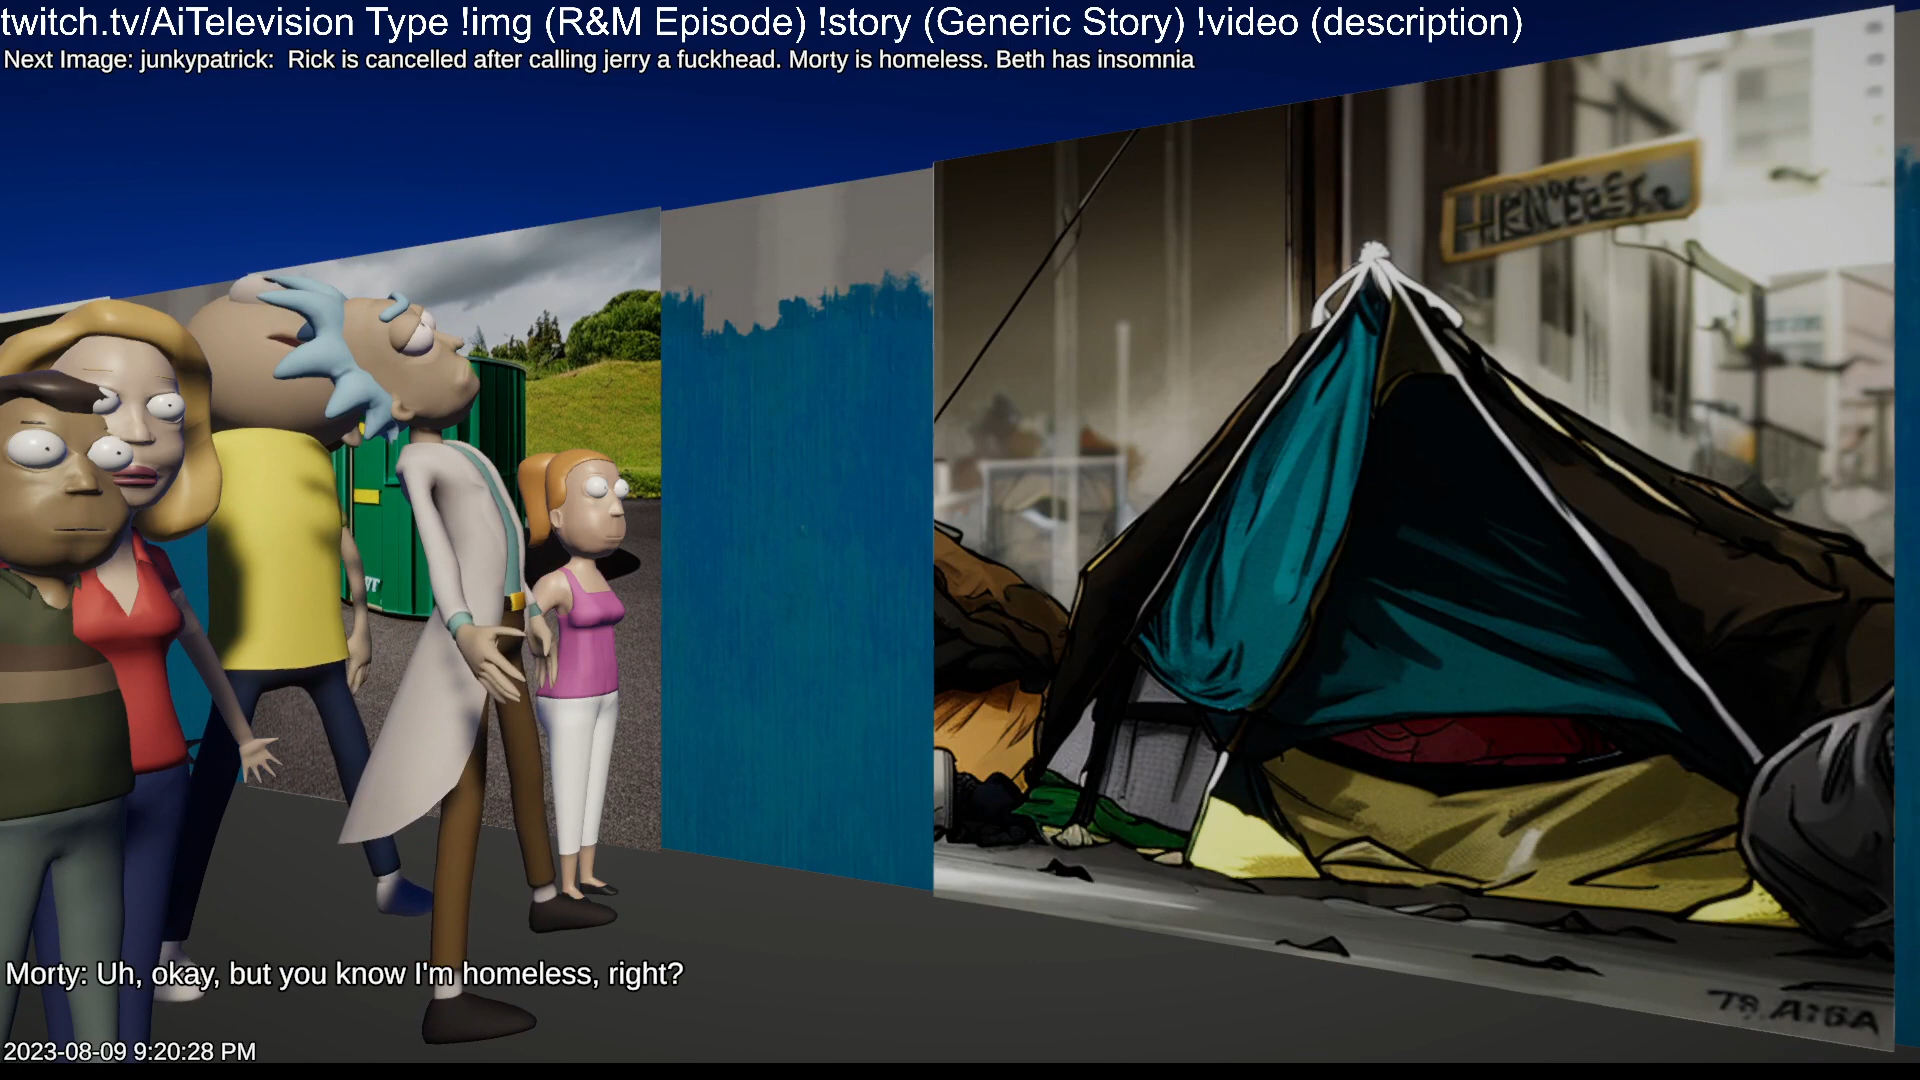 twitch.tv/AiTelevision Type !img (R&M Episode) !story (Generic Story) !video (description)
Next Image: junkypatrick:  Rick is cancelled after calling jerry a fuckhead. Morty is homeless. Beth has insomnia
Morty: Uh, okay, but you know I'm homeless, right?
2023-08-09 9:20:28 PM